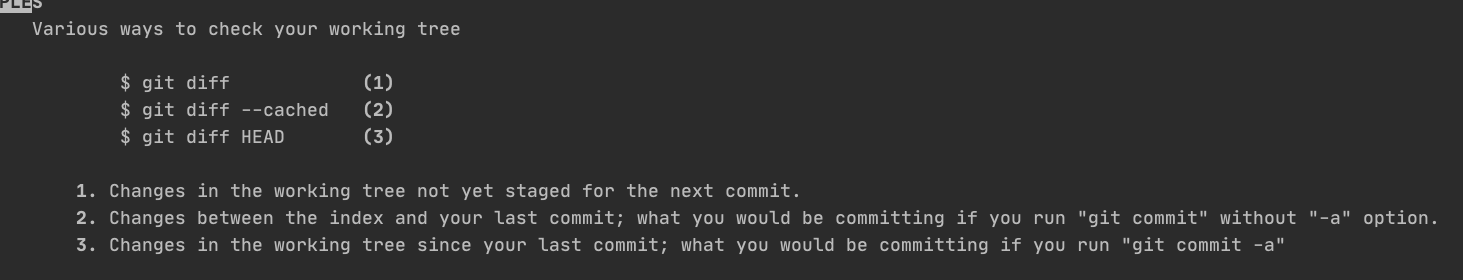 PLES
Various ways to check your working tree
$ git diff (1)
$ git diff --cached (2)
$ git diff HEAD (3)
1. Changes in the working tree not yet staged for the next commit.
2. Changes between the index and your last commit; what you would be committing if you run "git commit" without "-a" option.
3. Changes in the working tree since your last commit; what you would be committing if you run "git commit -a"